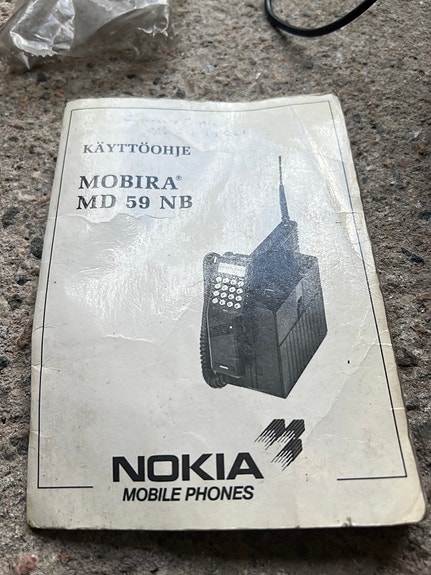 KÄYTTÖOHJE
MOBIRA®
MD 59 NB
NOKIA
MOBILE PHONES